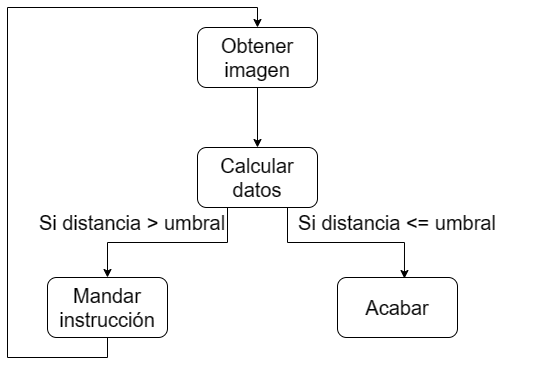 Obtener
imagen
Calcular
datos
Si distancia > umbral
Si distancia <= umbral
Mandar
instrucción
Acabar